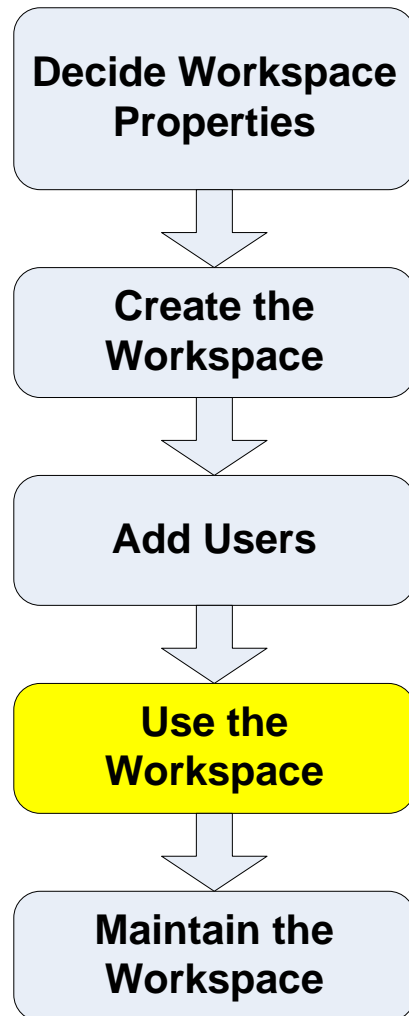 Decide Workspace
Properties
Create the
Workspace
Add Users
Use the
Workspace
Maintain the
Workspace